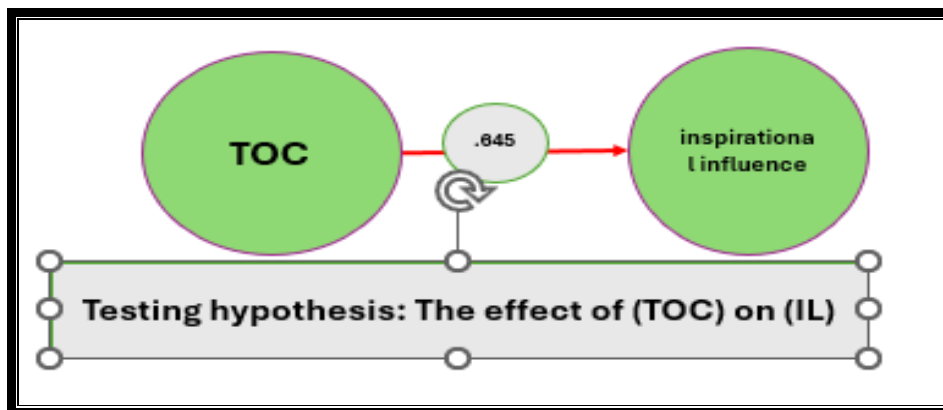 TOC
.645
inspirationa
l influence
Testing hypothesis: The effect of (TOC) on (IL)